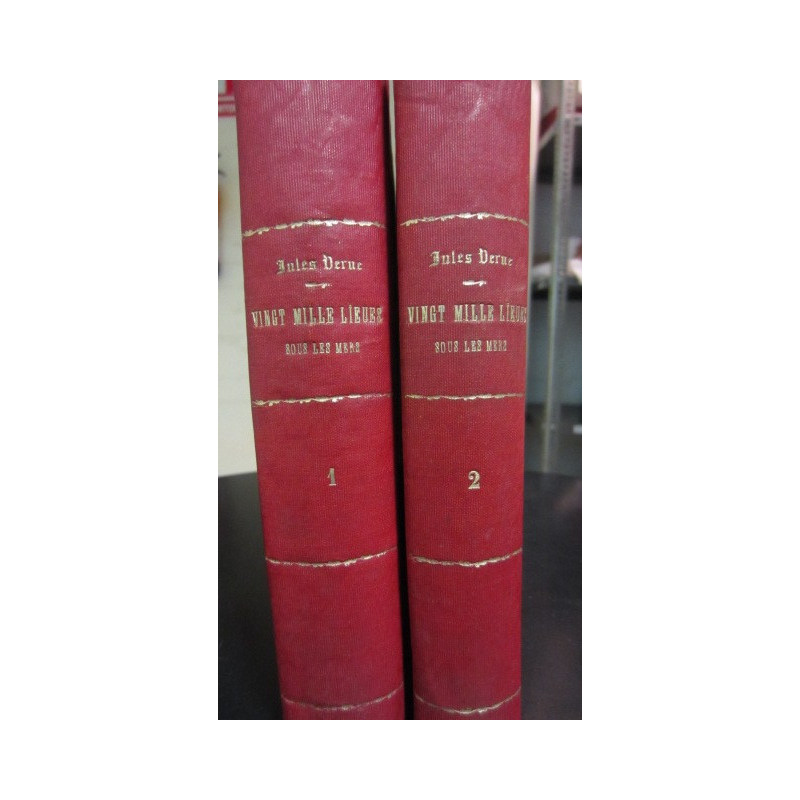 Jules Verne
VINGT MILLE LIEUES
SOUS LES MERS
1
Jules Verne
VINGT MILLE LIEUES
SOUS LES MERS
2